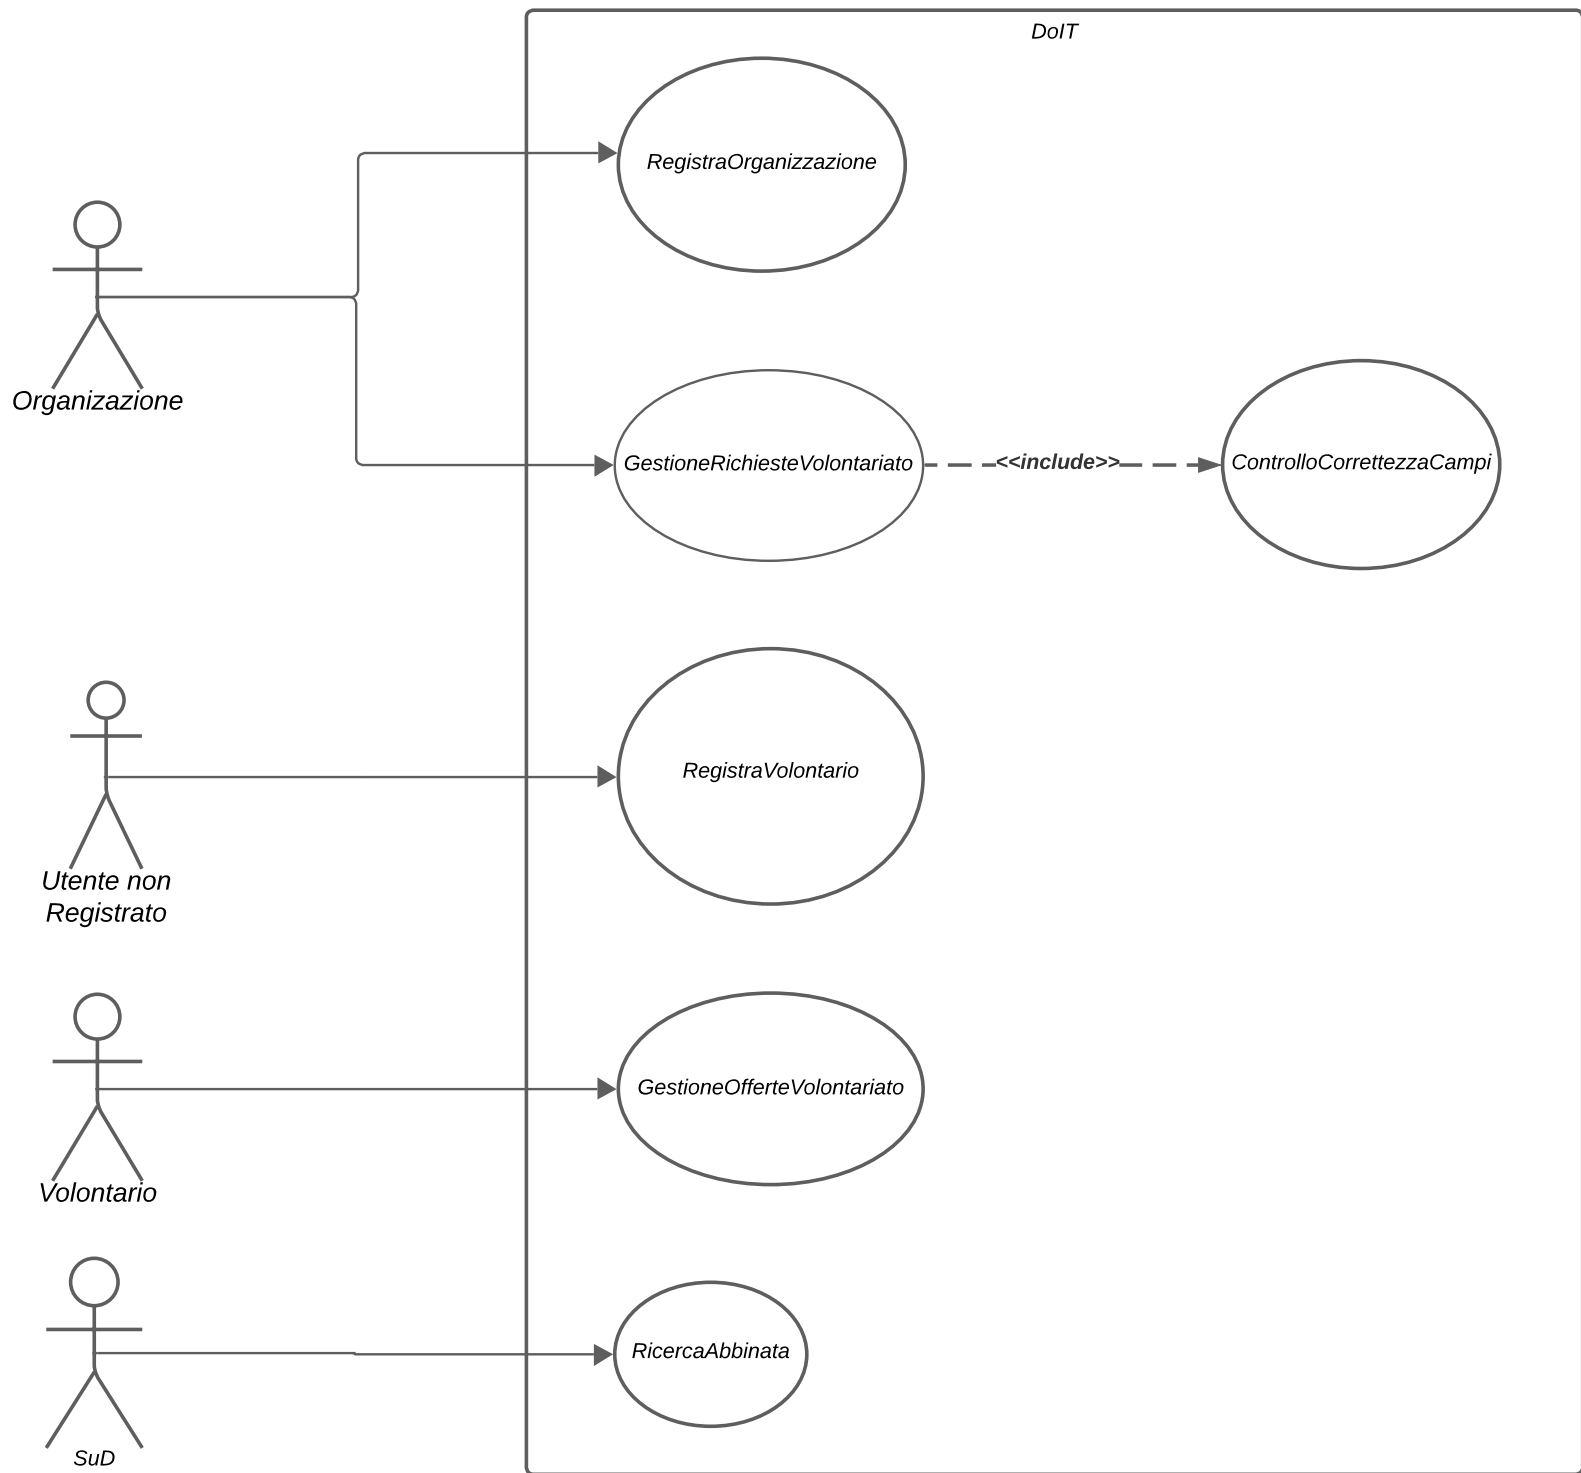 DoIT
RegistraOrganizzazione
Organizazione
GestioneRichiesteVolontariato
<<include>>
ControlloCorrettezzaCampi
RegistraVolontario
Utente non
Registrato
GestioneOfferteVolontariato
Volontario
RicercaAbbinata
SuD